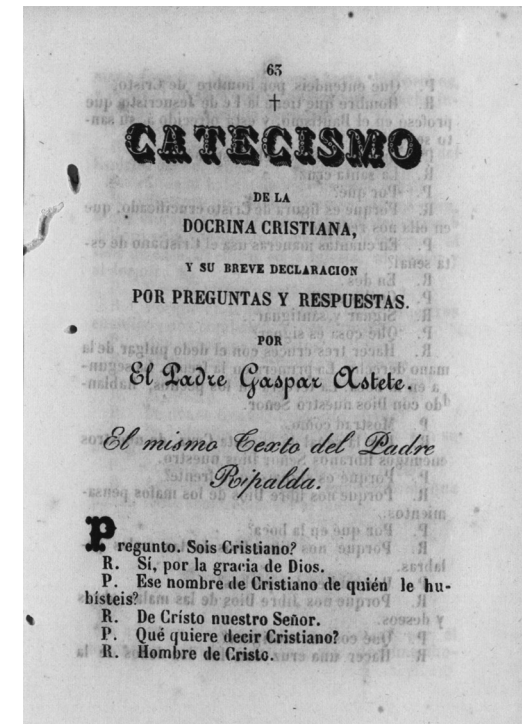 63
†
CATECISMO
DE LA
DOCRINA CRISTIANA,
Y SU BREVE DECLARACION
POR PREGUNTAS Y RESPUESTAS.
POR
El Padre Gaspar Astete.
El mismo Texto del Padre
Ripalda.
Pregunto. Sois Cristiano?
R. Sí, por la gracia de Dios.
P. Ese nombre de Cristiano de quién le hu-
bísteis?
R. De Cristo nuestro Señor.
P. Qué quiere decir Cristiano?
R. Hombre de Cristo.